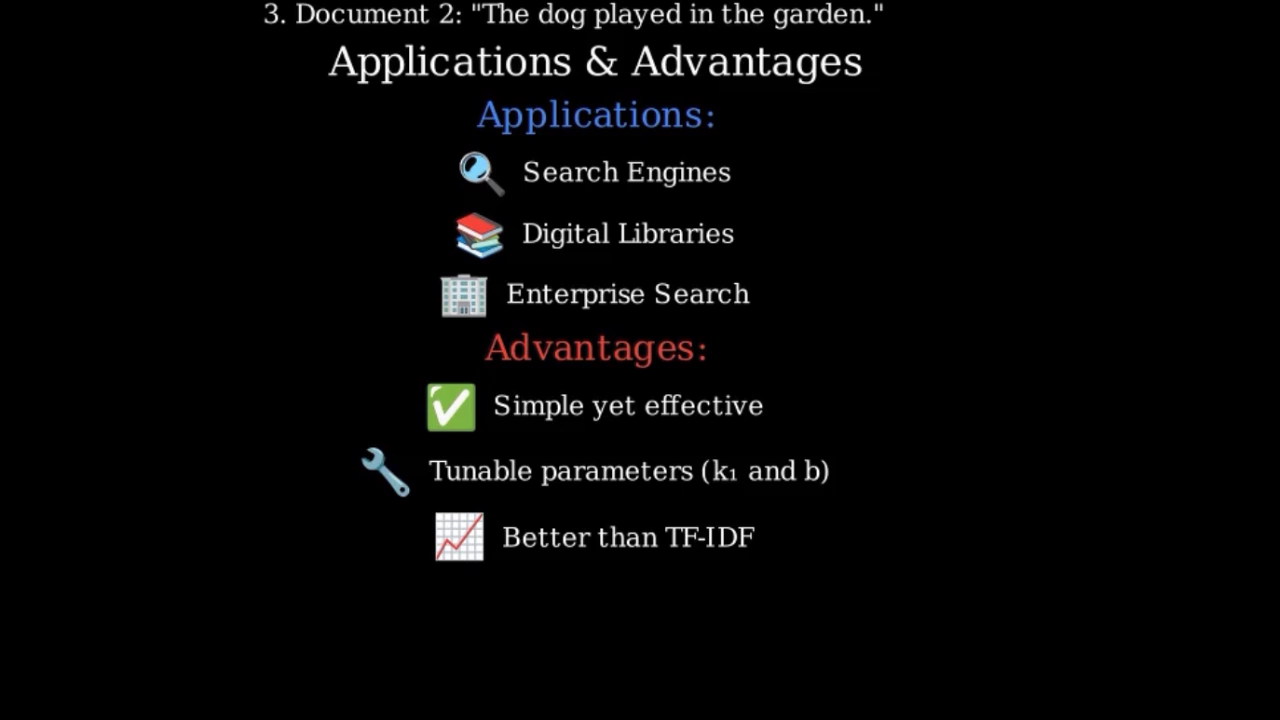 3. Document 2: "The dog played in the garden."
Applications & Advantages
Applications:
Search Engines
Digital Libraries
Enterprise Search
Advantages:
Simple yet effective
Tunable parameters (k₁ and b)
Better than TF-IDF